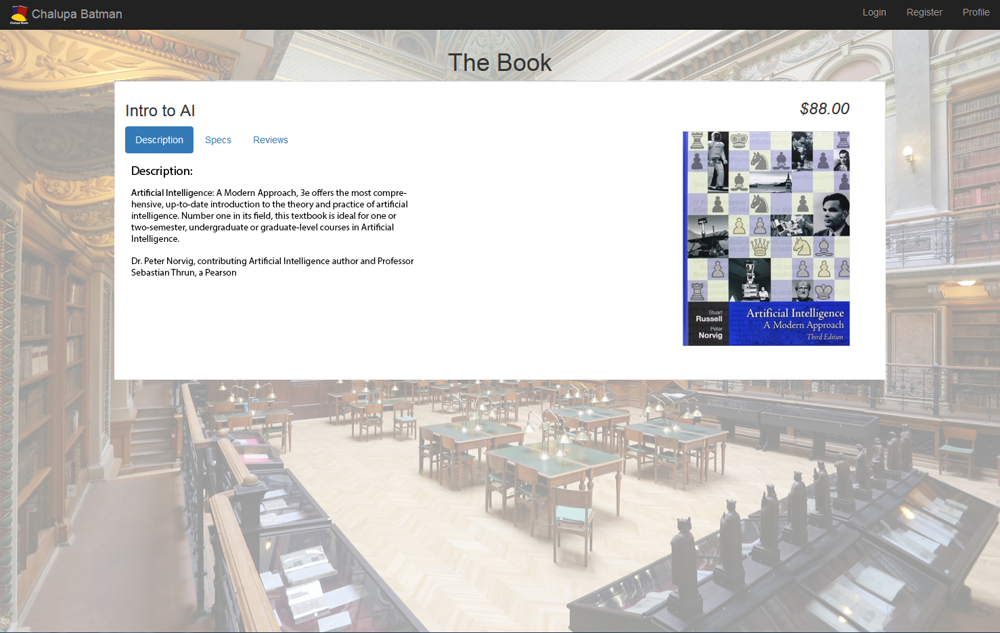 Chalupa Batman
Login
Register
Profile
Chalupa Books
The Book
Intro to AI
$88.00
Description
Specs
Reviews
Description:
Artificial Intelligence: A Modern Approach, 3e offers the most compre-
hensive, up-to-date introduction to the theory and practice of artificial
intelligence. Number one in its field, this textbook is ideal for one or
two-semester, undergraduate or graduate-level courses in Artificial
Intelligence.
Dr. Peter Norvig, contributing Artificial Intelligence author and Professor
Sebastian Thrun, a Pearson
Stuart
Russell
Peter
Norvig
Artificial Intelligence
A Modern Approach
Third Edition